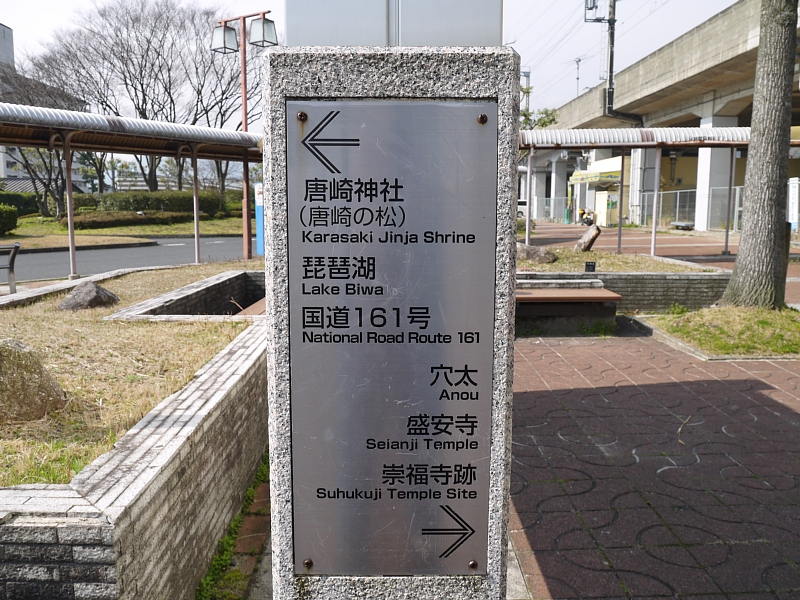 唐崎神社
(唐崎の松)
Karasaki Jinja Shrine
琵琶湖
Lake Biwa
国道161号
National Road Route 161
穴太
Anou
盛安寺
Seianji Temple
崇福寺跡
Suhukuji Temple Site